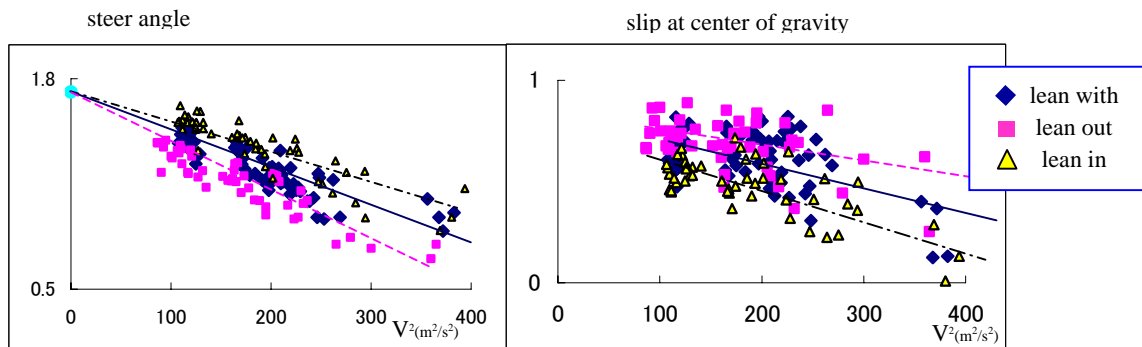 steer angle
slip at center of gravity
1.8
0.5
0
100
200
300
400
V²(m²/s²)
1
0
0
100
200
300
400
V²(m²/s²)
lean with
lean out
lean in